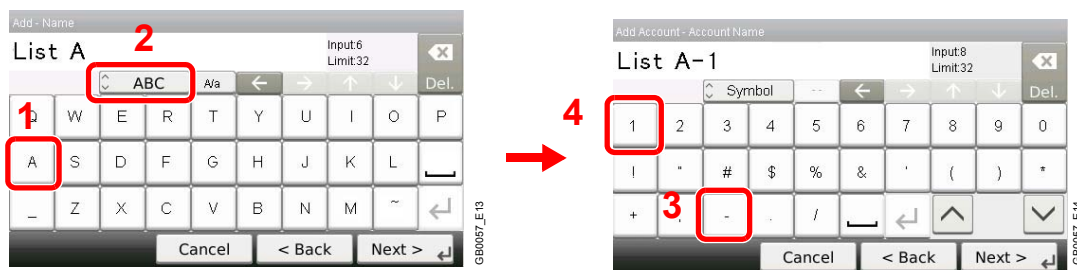 Add - Name
List A
2
Input:6
Limit:32
ABC
A/a
Del.
1
Q W E R T Y U I O P
A S D F G H J K L
_ Z X C V B N M ~
Cancel
< Back
Next >
GB0057_E13
Add Account - Account Name
List A-1
Input:8
Limit:32
Symbol
--
Del.
4
1 2 3 4 5 6 7 8 9 0
! " # $ % & ' ( ) *
3
+ , - . /
Cancel
< Back
Next >
GB0057_E14